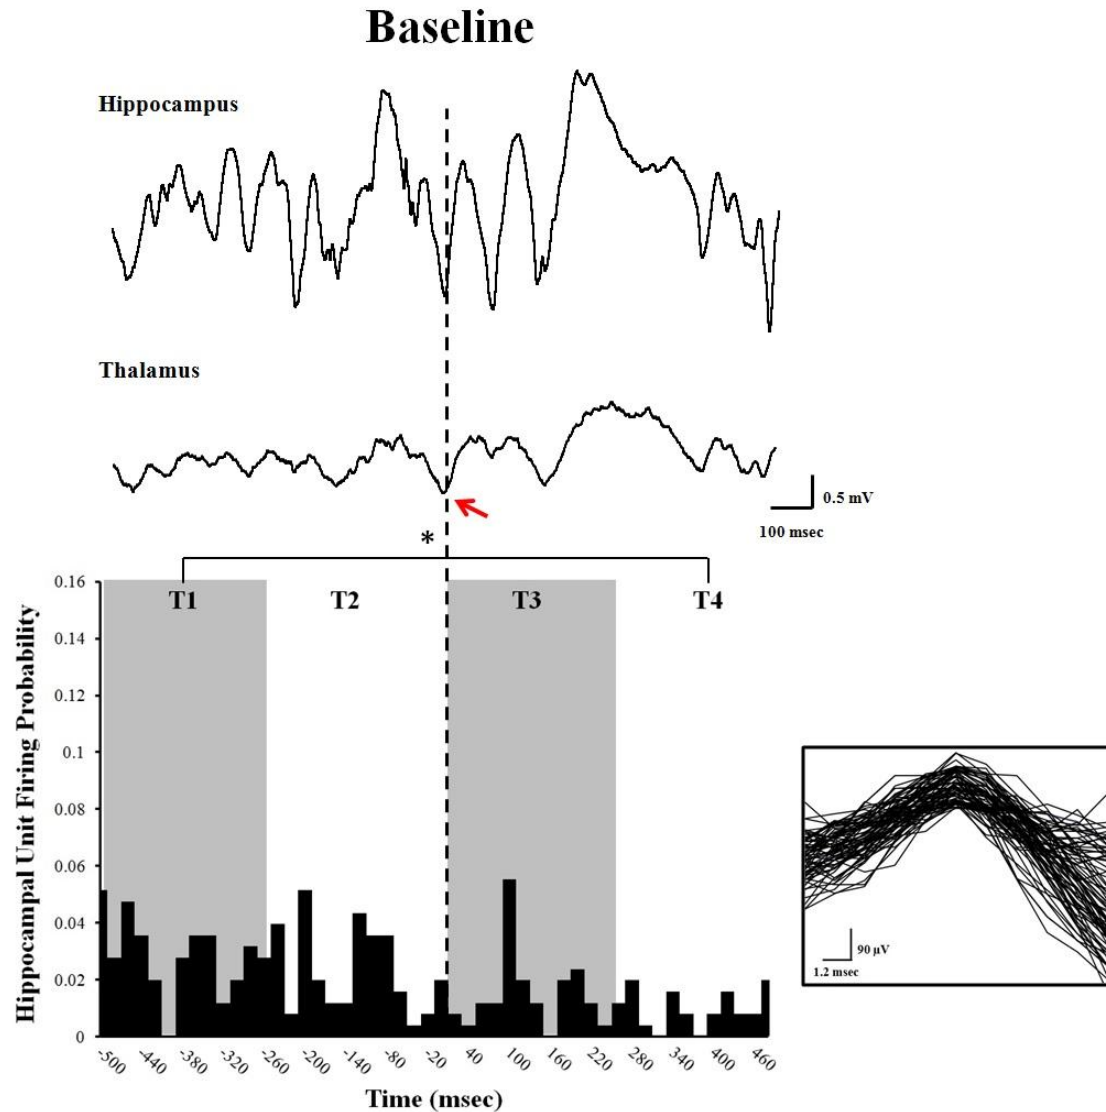 Baseline
Hippocampus
Thalamus
0.5 mV
100 msec
*
T1 T2 T3 T4
Hippocampal Unit Firing Probability
0.16
0.14
0.12
0.1
0.08
0.06
0.04
0.02
0
-500 -440 -380 -320 -260 -200 -140 -80 -20 40 100 160 220 280 340 400 460
Time (msec)
90 µV
1.2 msec